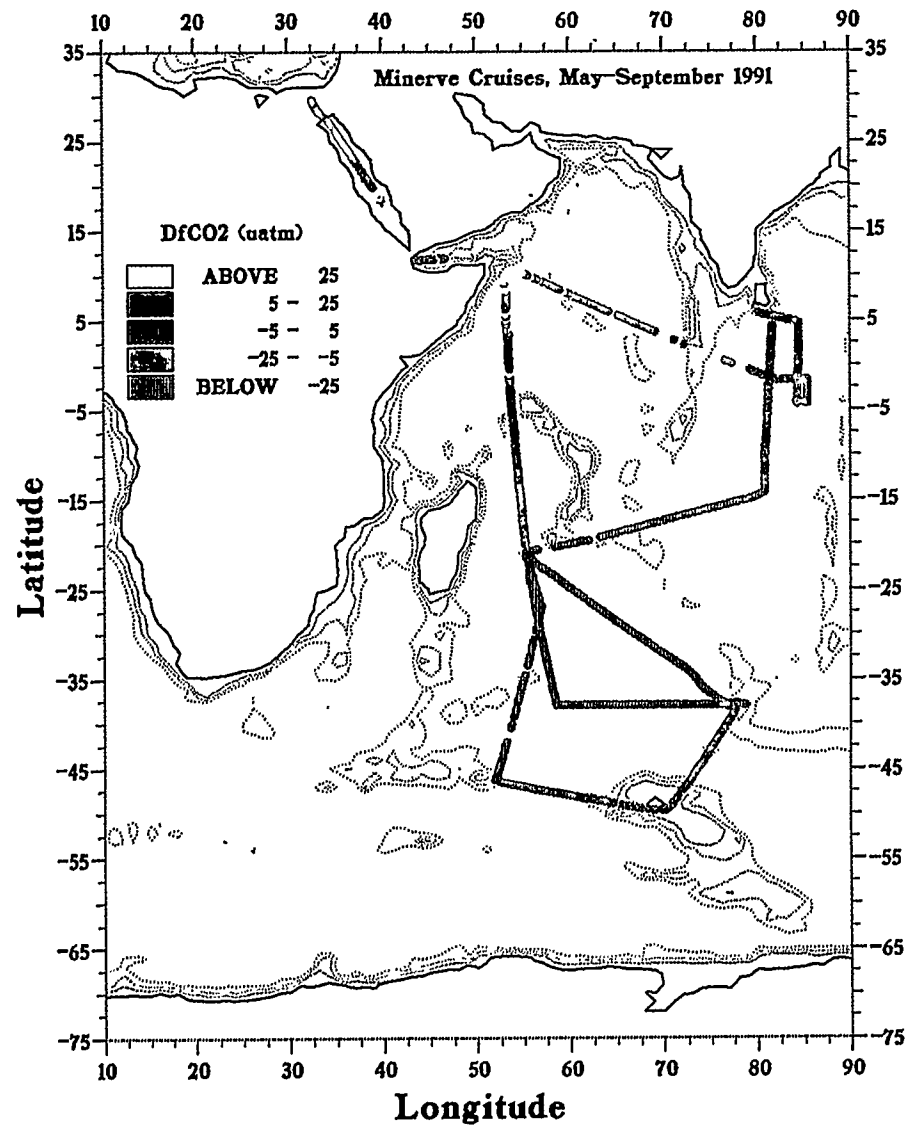 10 20 30 40 50 60 70 80 90
Minerve Cruises, May-September 1991
35 35
25 25
15 15
5 5
-5 -5
-15 -15
-25 -25
-35 -35
-45 -45
-55 -55
-65 -65
-75 -75
DfCO2 (uatm)
ABOVE 25
5 - 25
-5 - 5
-25 - -5
BELOW -25
Latitude
10 20 30 40 50 60 70 80 90
Longitude